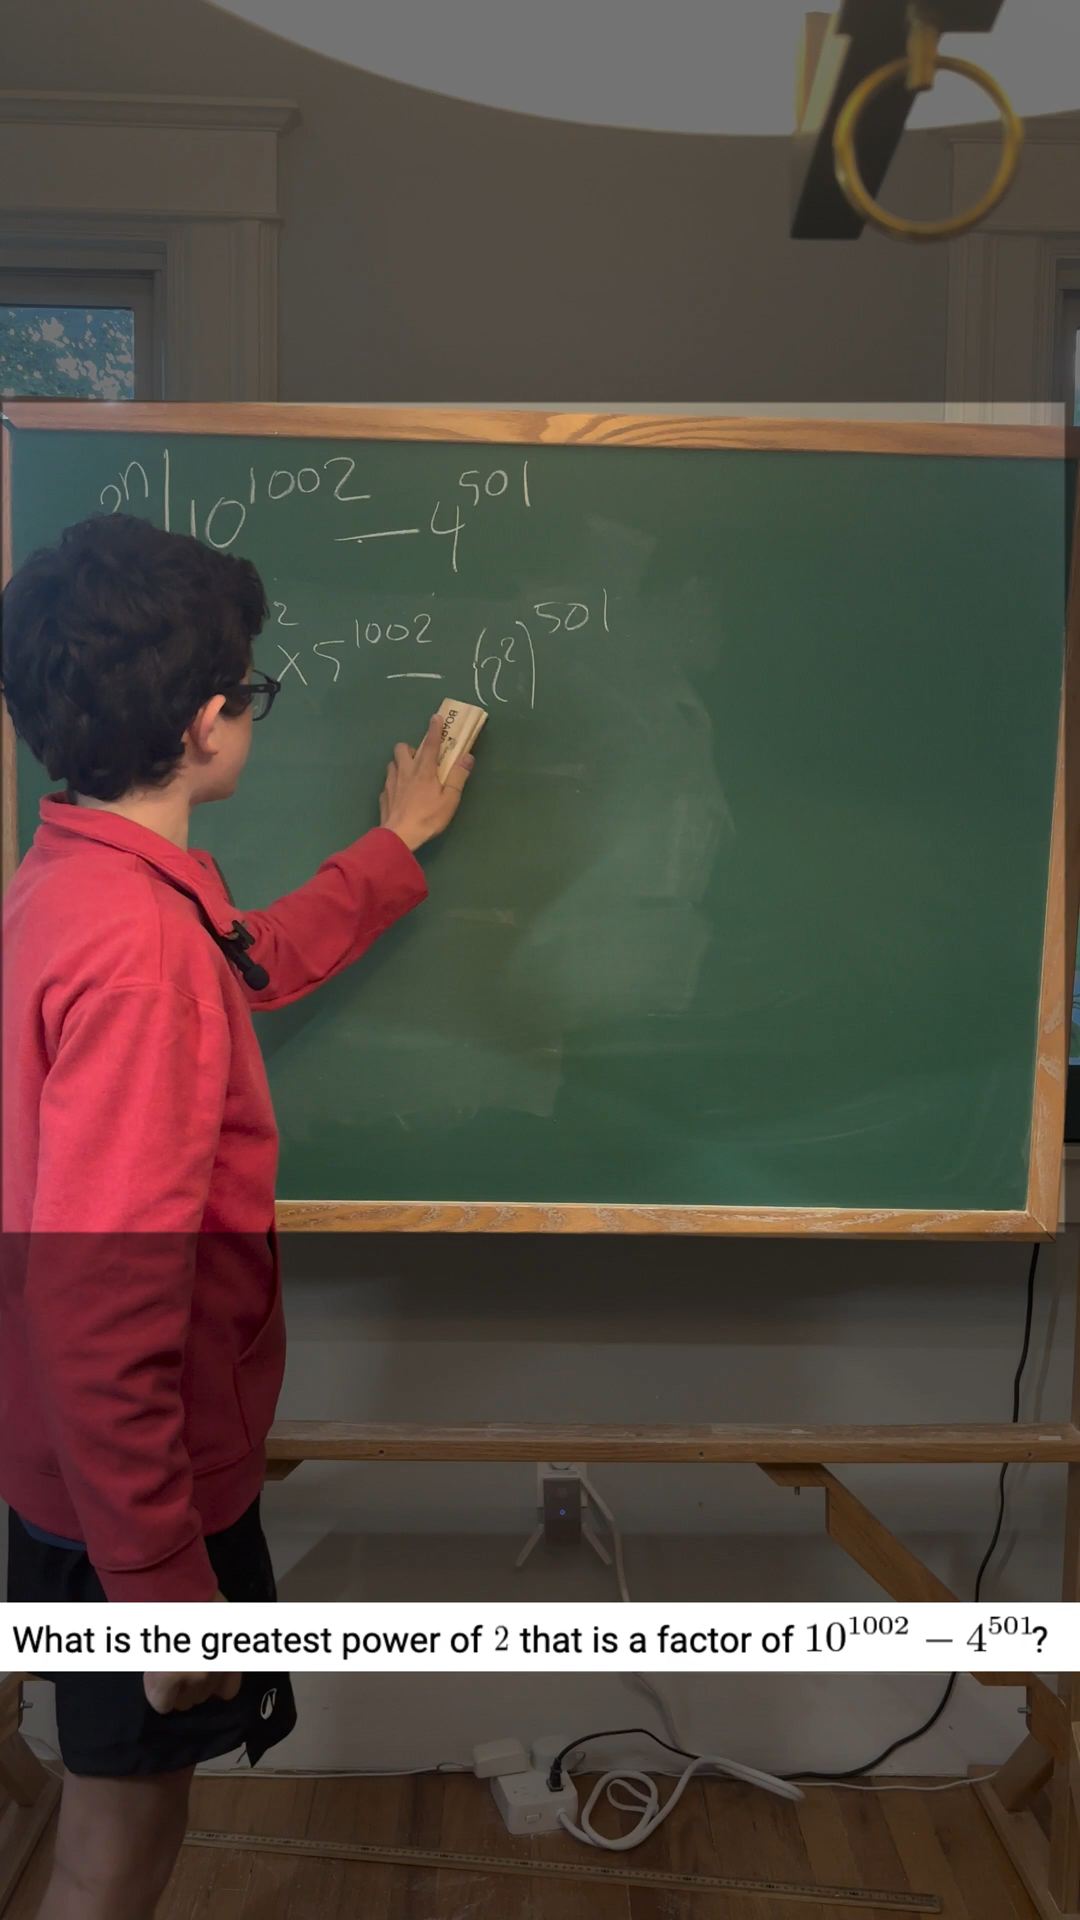 2ⁿ|10¹⁰⁰² — 4⁵⁰¹
² × 5¹⁰⁰² — (2²)⁵⁰¹
What is the greatest power of 2 that is a factor of 10¹⁰⁰² − 4⁵⁰¹?